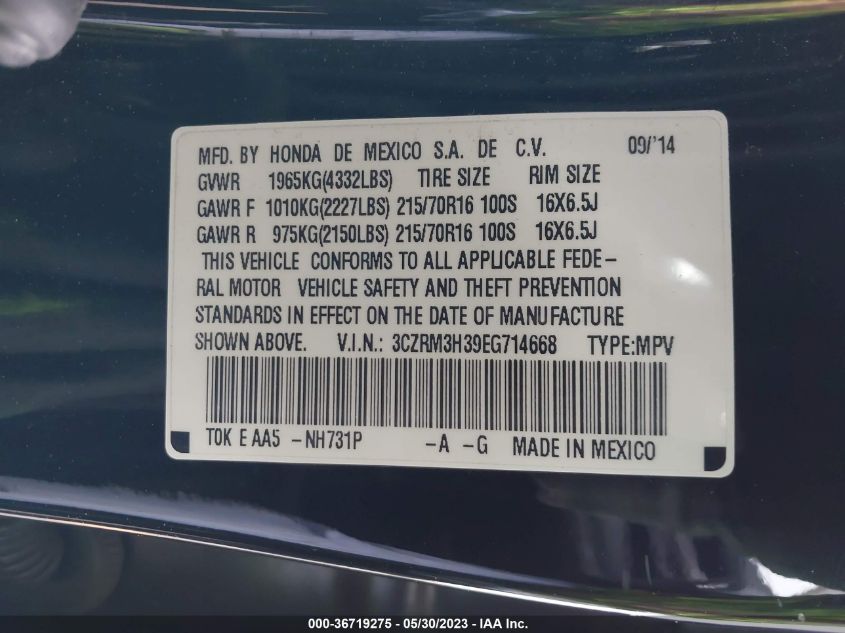 MFD. BY HONDA DE MEXICO S.A. DE C.V. 09/'14
GVWR 1965KG(4332LBS) TIRE SIZE RIM SIZE
GAWR F 1010KG(2227LBS) 215/70R16 100S 16X6.5J
GAWR R 975KG(2150LBS) 215/70R16 100S 16X6.5J
THIS VEHICLE CONFORMS TO ALL APPLICABLE FEDE-
RAL MOTOR VEHICLE SAFETY AND THEFT PREVENTION
STANDARDS IN EFFECT ON THE DATE OF MANUFACTURE
SHOWN ABOVE. V.I.N.: 3CZRM3H39EG714668 TYPE:MPV
T0K E AA5 -NH731P -A -G MADE IN MEXICO
000-36719275 - 05/30/2023 - IAA Inc.